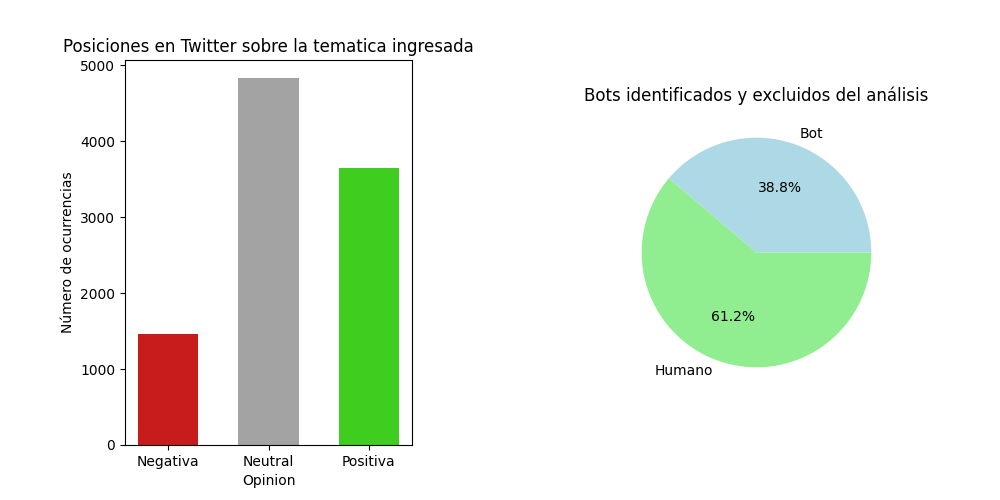 Posiciones en Twitter sobre la tematica ingresada
5000
4000
3000
2000
1000
0
Número de ocurrencias
Negativa
Neutral
Positiva
Opinion
Bots identificados y excluidos del análisis
Bot
38.8%
61.2%
Humano